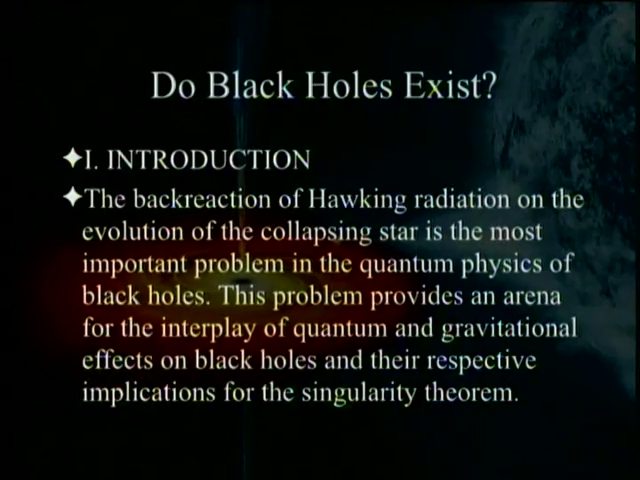 Do Black Holes Exist?
✦I. INTRODUCTION
✦The backreaction of Hawking radiation on the
evolution of the collapsing star is the most
important problem in the quantum physics of
black holes. This problem provides an arena
for the interplay of quantum and gravitational
effects on black holes and their respective
implications for the singularity theorem.